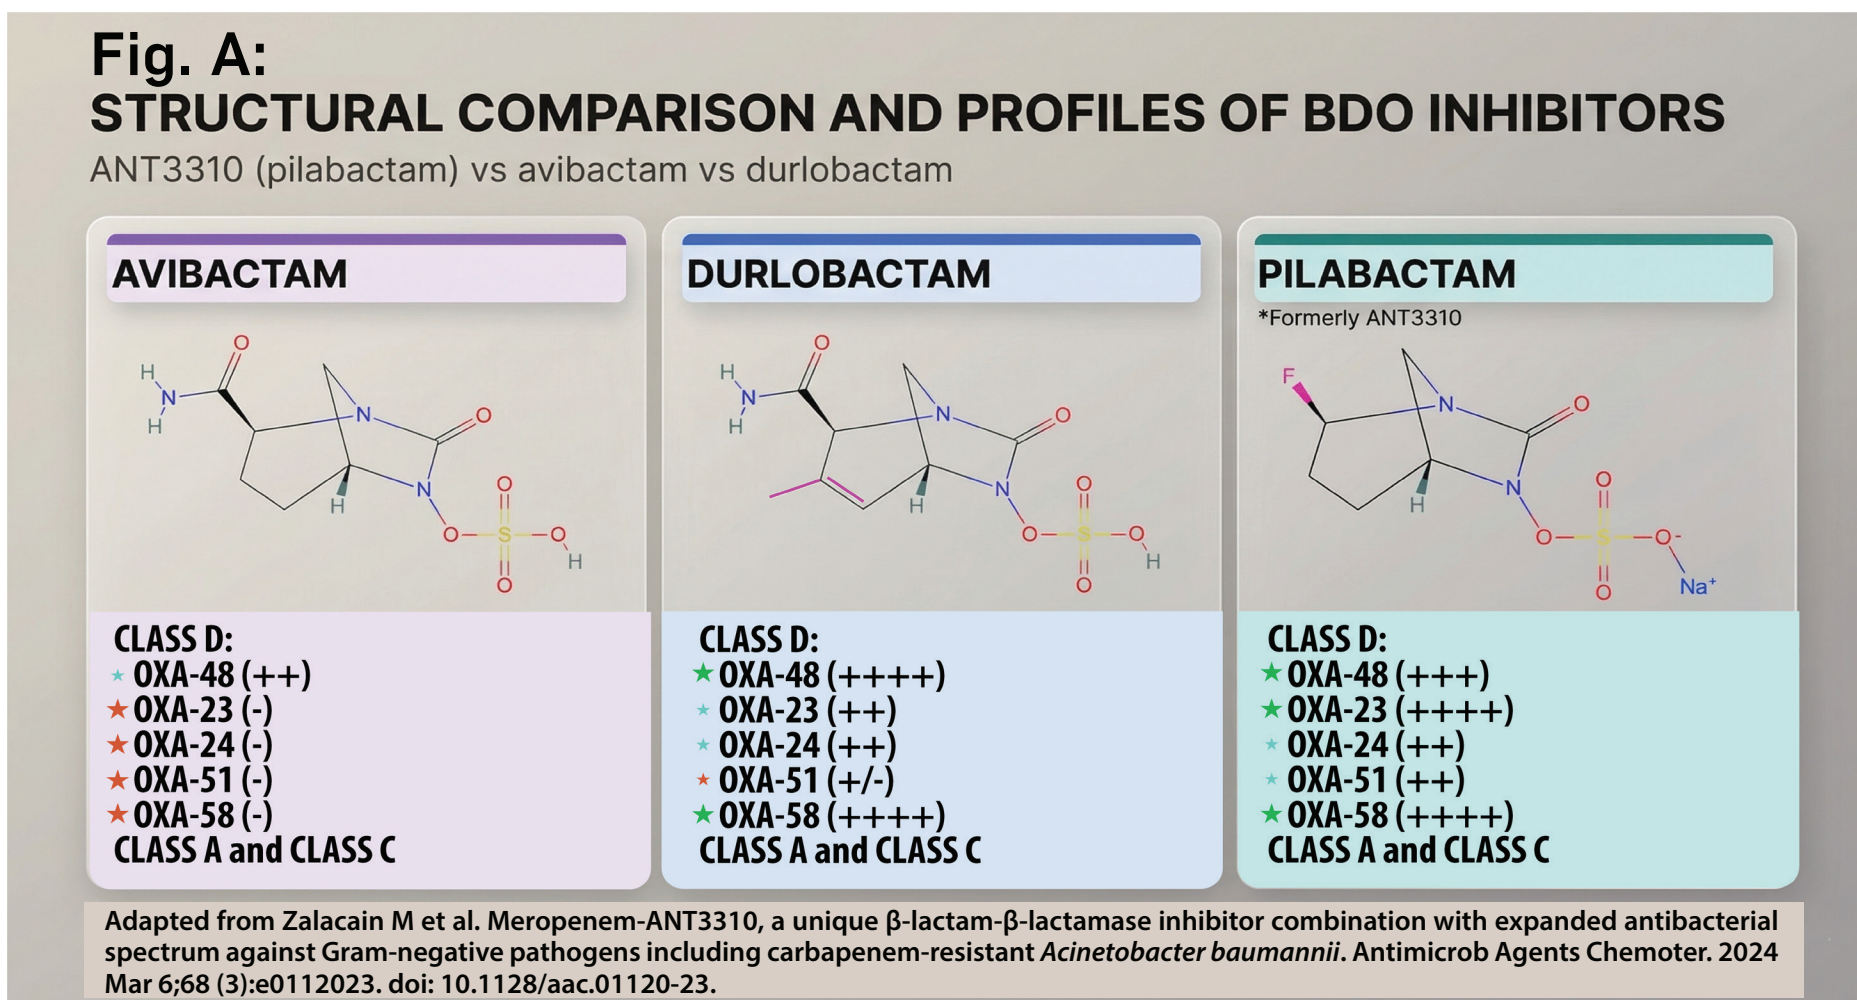 Fig. A:
STRUCTURAL COMPARISON AND PROFILES OF BDO INHIBITORS
ANT3310 (pilabactam) vs avibactam vs durlobactam
AVIBACTAM
O
H
N
H
N
O
N
H
O
O
S
O
H
O
CLASS D:
OXA-48 (++)
OXA-23 (-)
OXA-24 (-)
OXA-51 (-)
OXA-58 (-)
CLASS A and CLASS C
DURLOBACTAM
O
H
N
H
N
O
N
H
O
O
S
O
H
O
CLASS D:
OXA-48 (++++)
OXA-23 (++)
OXA-24 (++)
OXA-51 (+/-)
OXA-58 (++++)
CLASS A and CLASS C
PILABACTAM
*Formerly ANT3310
F
N
O
N
H
O
O
S
O-
Na+
O
CLASS D:
OXA-48 (+++)
OXA-23 (++++)
OXA-24 (++)
OXA-51 (++)
OXA-58 (++++)
CLASS A and CLASS C
Adapted from Zalacain M et al. Meropenem-ANT3310, a unique β-lactam-β-lactamase inhibitor combination with expanded antibacterial
spectrum against Gram-negative pathogens including carbapenem-resistant Acinetobacter baumannii. Antimicrob Agents Chemoter. 2024
Mar 6;68 (3):e0112023. doi: 10.1128/aac.01120-23.